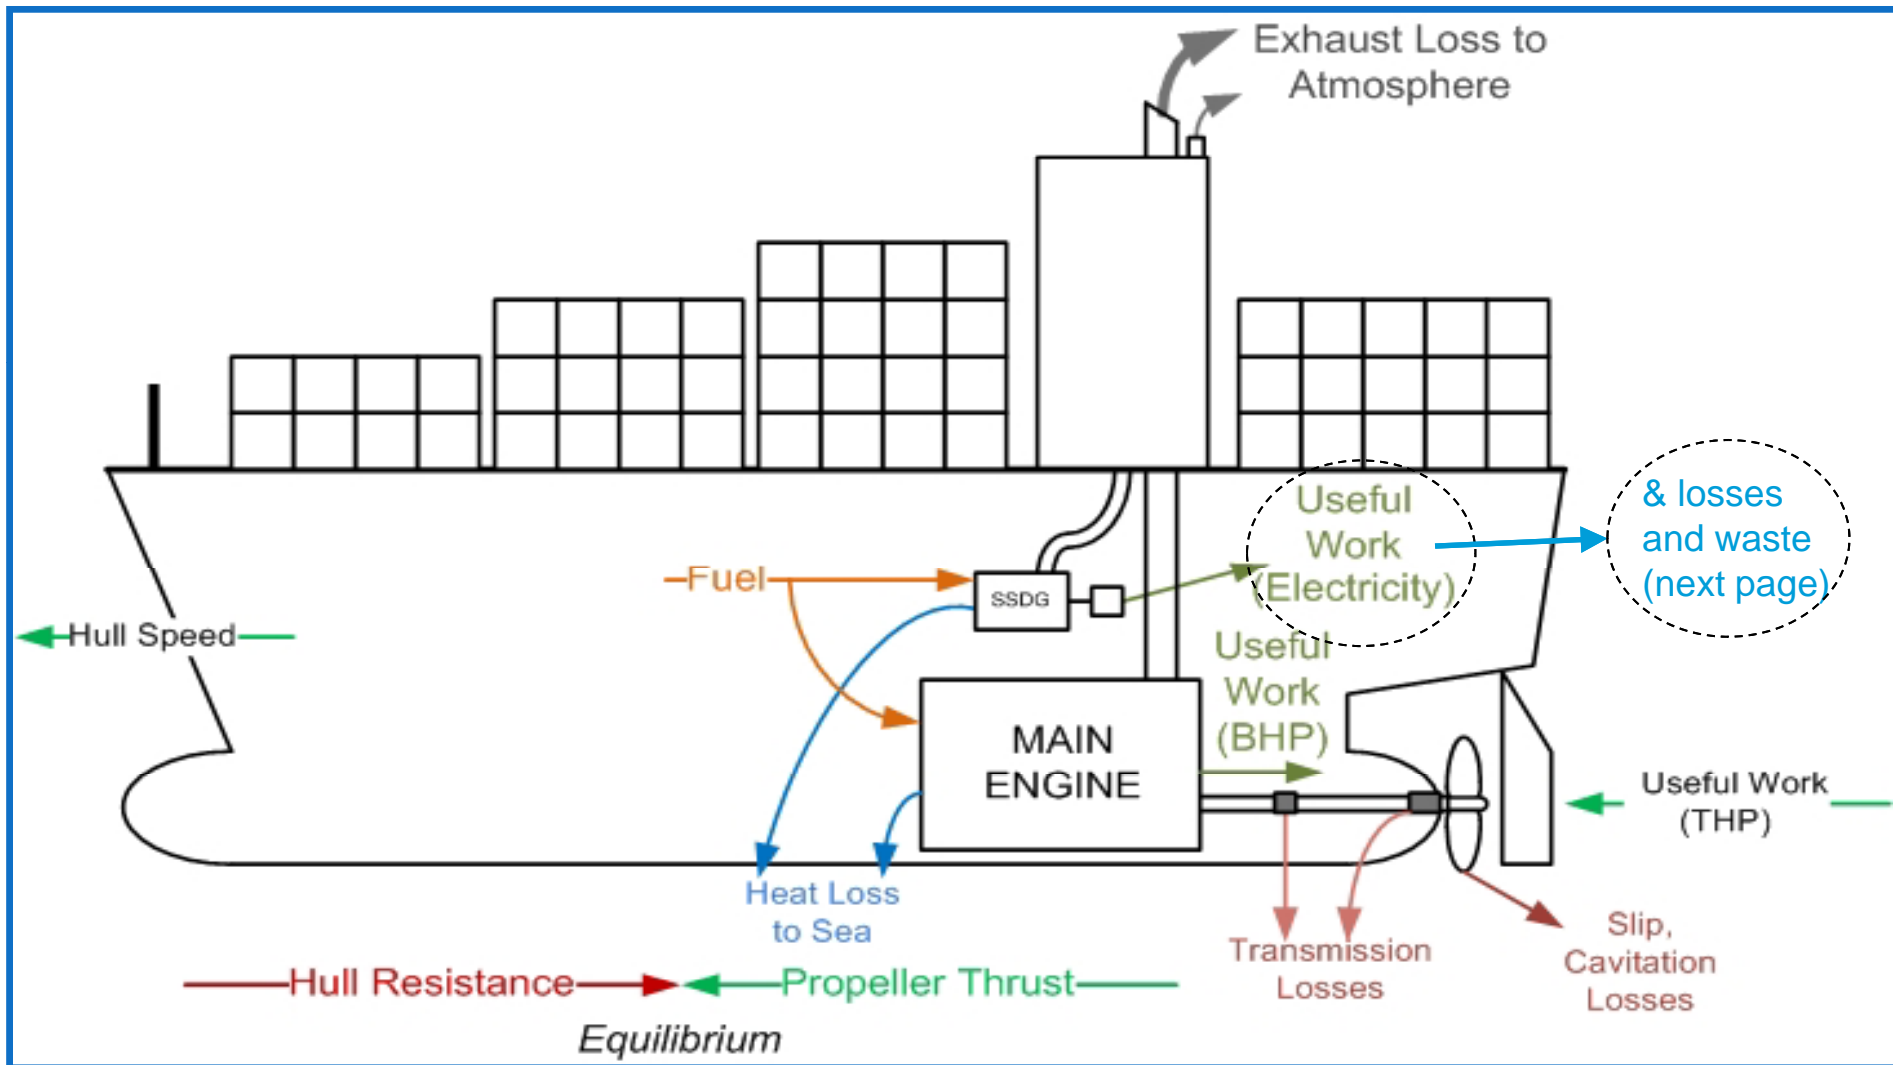 Exhaust Loss to
Atmosphere
Useful
Work
(Electricity)
& losses
and waste
(next page)
Fuel
SSDG
Hull Speed
Useful
Work
(BHP)
MAIN
ENGINE
Useful Work
(THP)
Heat Loss
to Sea
Transmission
Losses
Slip,
Cavitation
Losses
Hull Resistance
Propeller Thrust
Equilibrium